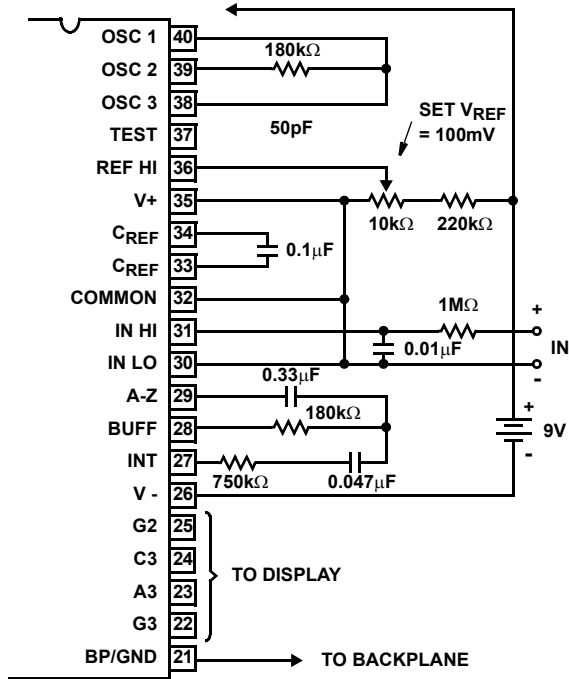 OSC 1 40
180kΩ
OSC 2 39
OSC 3 38
SET VREF
= 100mV
TEST 37
50pF
REF HI 36
V+ 35
10kΩ 220kΩ
CREF 34
0.1µF
CREF 33
COMMON 32
1MΩ
+
IN HI 31
IN
0.01µF
IN LO 30
-
0.33µF
A-Z 29
180kΩ
+
BUFF 28
9V
-
INT 27
750kΩ 0.047µF
V - 26
G2 25
C3 24
TO DISPLAY
A3 23
G3 22
BP/GND 21 TO BACKPLANE